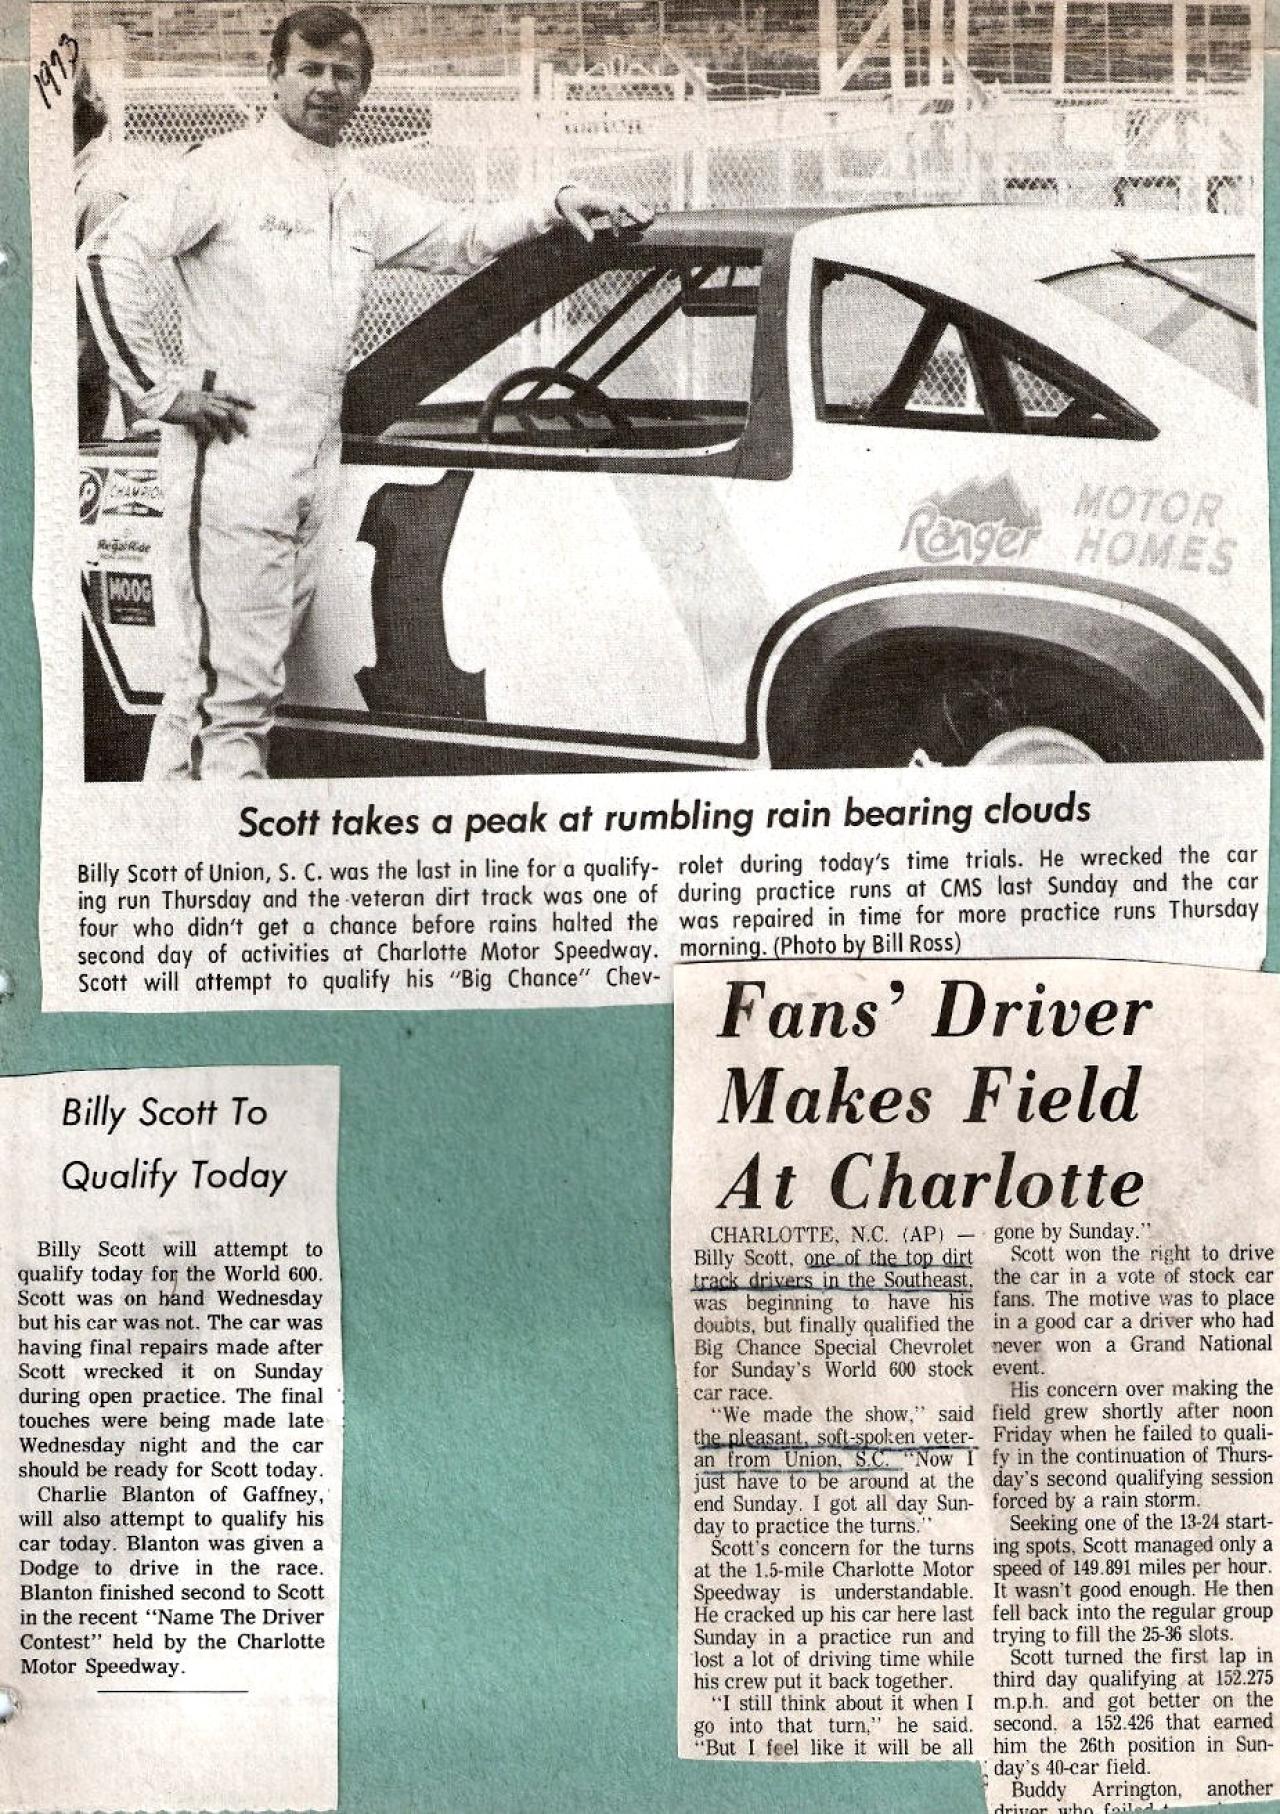 1973
Winston
CHAMPION
Regal Ride
MOOG
Ranger
MOTOR
HOMES
Scott takes a peak at rumbling rain bearing clouds
Billy Scott of Union, S. C. was the last in line for a qualify-
ing run Thursday and the veteran dirt track was one of
four who didn't get a chance before rains halted the
second day of activities at Charlotte Motor Speedway.
Scott will attempt to qualify his "Big Chance" Chev-
rolet during today's time trials. He wrecked the car
during practice runs at CMS last Sunday and the car
was repaired in time for more practice runs Thursday
morning. (Photo by Bill Ross)
Billy Scott To
Qualify Today
Billy Scott will attempt to
qualify today for the World 600.
Scott was on hand Wednesday
but his car was not. The car was
having final repairs made after
Scott wrecked it on Sunday
during open practice. The final
touches were being made late
Wednesday night and the car
should be ready for Scott today.
Charlie Blanton of Gaffney,
will also attempt to qualify his
car today. Blanton was given a
Dodge to drive in the race.
Blanton finished second to Scott
in the recent "Name The Driver
Contest" held by the Charlotte
Motor Speedway.
Fans' Driver
Makes Field
At Charlotte
CHARLOTTE, N.C. (AP) —
Billy Scott, one of the top dirt
track drivers in the Southeast,
was beginning to have his
doubts, but finally qualified the
Big Chance Special Chevrolet
for Sunday's World 600 stock
car race.
"We made the show," said
the pleasant, soft-spoken veter-
an from Union, S.C. "Now I
just have to be around at the
end Sunday. I got all day Sun-
day to practice the turns."
Scott's concern for the turns
at the 1.5-mile Charlotte Motor
Speedway is understandable.
He cracked up his car here last
Sunday in a practice run and
lost a lot of driving time while
his crew put it back together.
"I still think about it when I
go into that turn," he said.
"But I feel like it will be all
gone by Sunday."
Scott won the right to drive
the car in a vote of stock car
fans. The motive was to place
in a good car a driver who had
never won a Grand National
event.
His concern over making the
field grew shortly after noon
Friday when he failed to quali-
fy in the continuation of Thurs-
day's second qualifying session
forced by a rain storm.
Seeking one of the 13-24 start-
ing spots, Scott managed only a
speed of 149.891 miles per hour.
It wasn't good enough. He then
fell back into the regular group
trying to fill the 25-36 slots.
Scott turned the first lap in
third day qualifying at 152.275
m.p.h. and got better on the
second, a 152.426 that earned
him the 26th position in Sun-
day's 40-car field.
Buddy Arrington, another
driver who failed